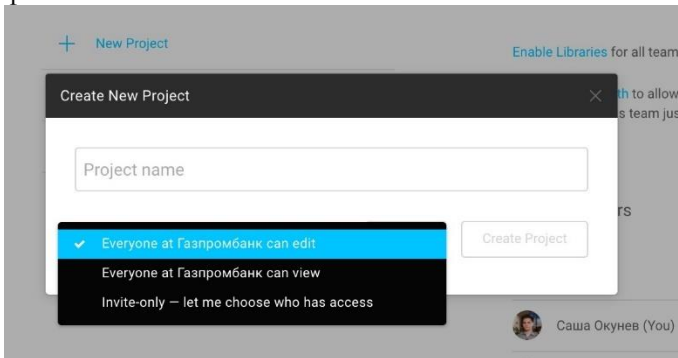 + New Project
Enable Libraries for all team
Create New Project
th to allow
s team jus
Project name
rs
Everyone at Газпромбанк can edit
Create Project
Everyone at Газпромбанк can view
Invite-only — let me choose who has access
Саша Окунев (You)